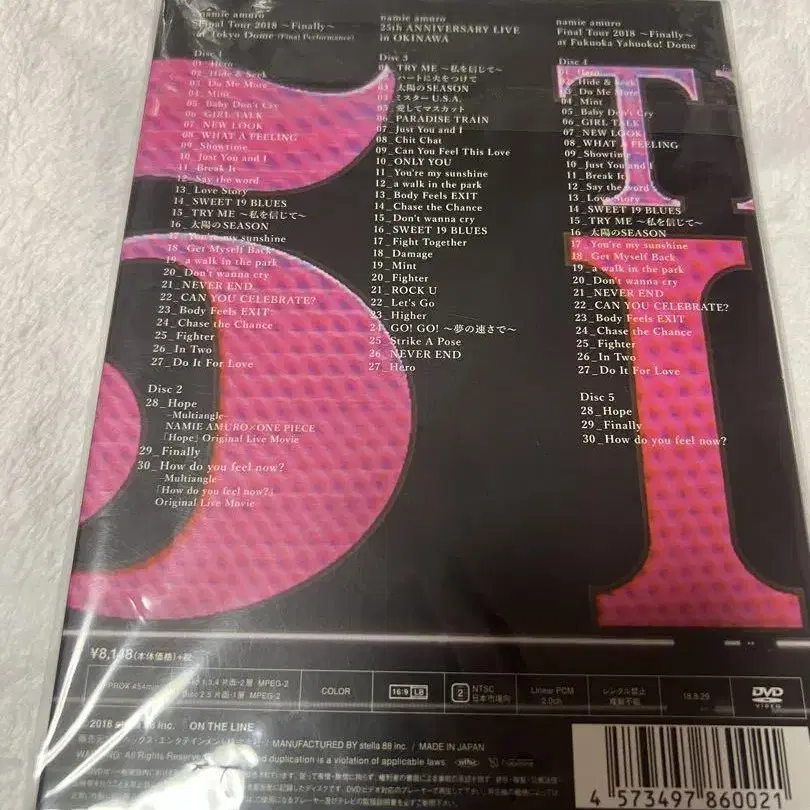 namie amuro
Final Tour 2018 ~Finally~
at Tokyo Dome (Final Performance)
Disc 1
01_Hero
02_Hide & Seek
03_Do Me More
04_Mint
05_Baby Don't Cry
06_GIRL TALK
07_NEW LOOK
08_WHAT A FEELING
09_Showtime
10_Just You and I
11_Break It
12_Say the word
13_Love Story
14_SWEET 19 BLUES
15_TRY ME ~私を信じて~
16_太陽のSEASON
17_You're my sunshine
18_Get Myself Back
19_a walk in the park
20_Don't wanna cry
21_NEVER END
22_CAN YOU CELEBRATE?
23_Body Feels EXIT
24_Chase the Chance
25_Fighter
26_In Two
27_Do It For Love
Disc 2
28_Hope
-Multiangle-
NAMIE AMURO×ONE PIECE
「Hope」Original Live Movie
29_Finally
30_How do you feel now?
-Multiangle-
「How do you feel now?」
Original Live Movie
namie amuro
25th ANNIVERSARY LIVE
in OKINAWA
Disc 3
01_TRY ME ~私を信じて~
ハートに火をつけて
03_太陽のSEASON
04_ミスターU.S.A.
05_愛してマスカット
06_PARADISE TRAIN
07_Just You and I
08_Chit Chat
09_Can You Feel This Love
10_ONLY YOU
11_You're my sunshine
12_a walk in the park
13_Body Feels EXIT
14_Chase the Chance
15_Don't wanna cry
16_SWEET 19 BLUES
17_Fight Together
18_Damage
19_Mint
20_Fighter
21_ROCK U
22_Let's Go
23_Higher
24_GO! GO! ~夢の速さで~
25_Strike A Pose
26_NEVER END
27_Hero
namie amuro
Final Tour 2018 ~Finally~
at Fukuoka Yahuoku! Dome
Disc 4
01_Hero
02_Hide & Seek
03_Do Me More
04_Mint
05_Baby Don't Cry
06_GIRL TALK
07_NEW LOOK
08_WHAT A FEELING
09_Showtime
10_Just You and I
11_Break It
12_Say the word
13_Love Story
14_SWEET 19 BLUES
15_TRY ME ~私を信じて~
16_太陽のSEASON
17_You're my sunshine
18_Get Myself Back
19_a walk in the park
20_Don't wanna cry
21_NEVER END
22_CAN YOU CELEBRATE?
23_Body Feels EXIT
24_Chase the Chance
25_Fighter
26_In Two
27_Do It For Love
Disc 5
28_Hope
29_Finally
30_How do you feel now?
¥8,148(本体価格)+税
454min
1.3.4 片面・2層 MPEG-2
Disc 2.5 片面・1層 MPEG-2
COLOR
16:9 LB
2 NTSC 日本市場向
Linear PCM 2.0ch
レンタル禁止
複製不能
18.8.29
DVD VIDEO
2018 stella 88 inc. ON THE LINE
MANUFACTURED BY stella 88 inc. / MADE IN JAPAN
WARNING: All Rights Reserved duplication is a violation of applicable laws
4 573497 860021